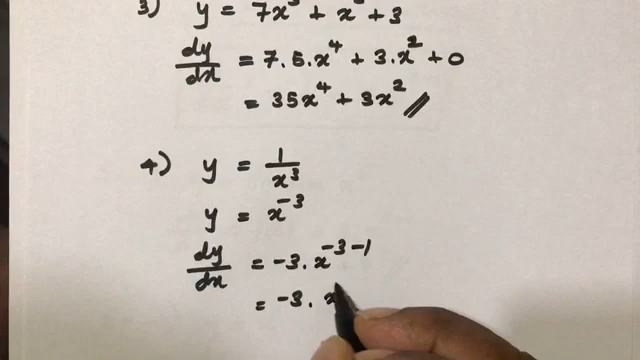 3) y = 7x⁵ + x³ + 3
dy/dx = 7.5.x⁴ + 3.x² + 0
= 35x⁴ + 3x² //
4) y = 1/x³
y = x⁻³
dy/dx = -3.x⁻³⁻¹
= -3.x